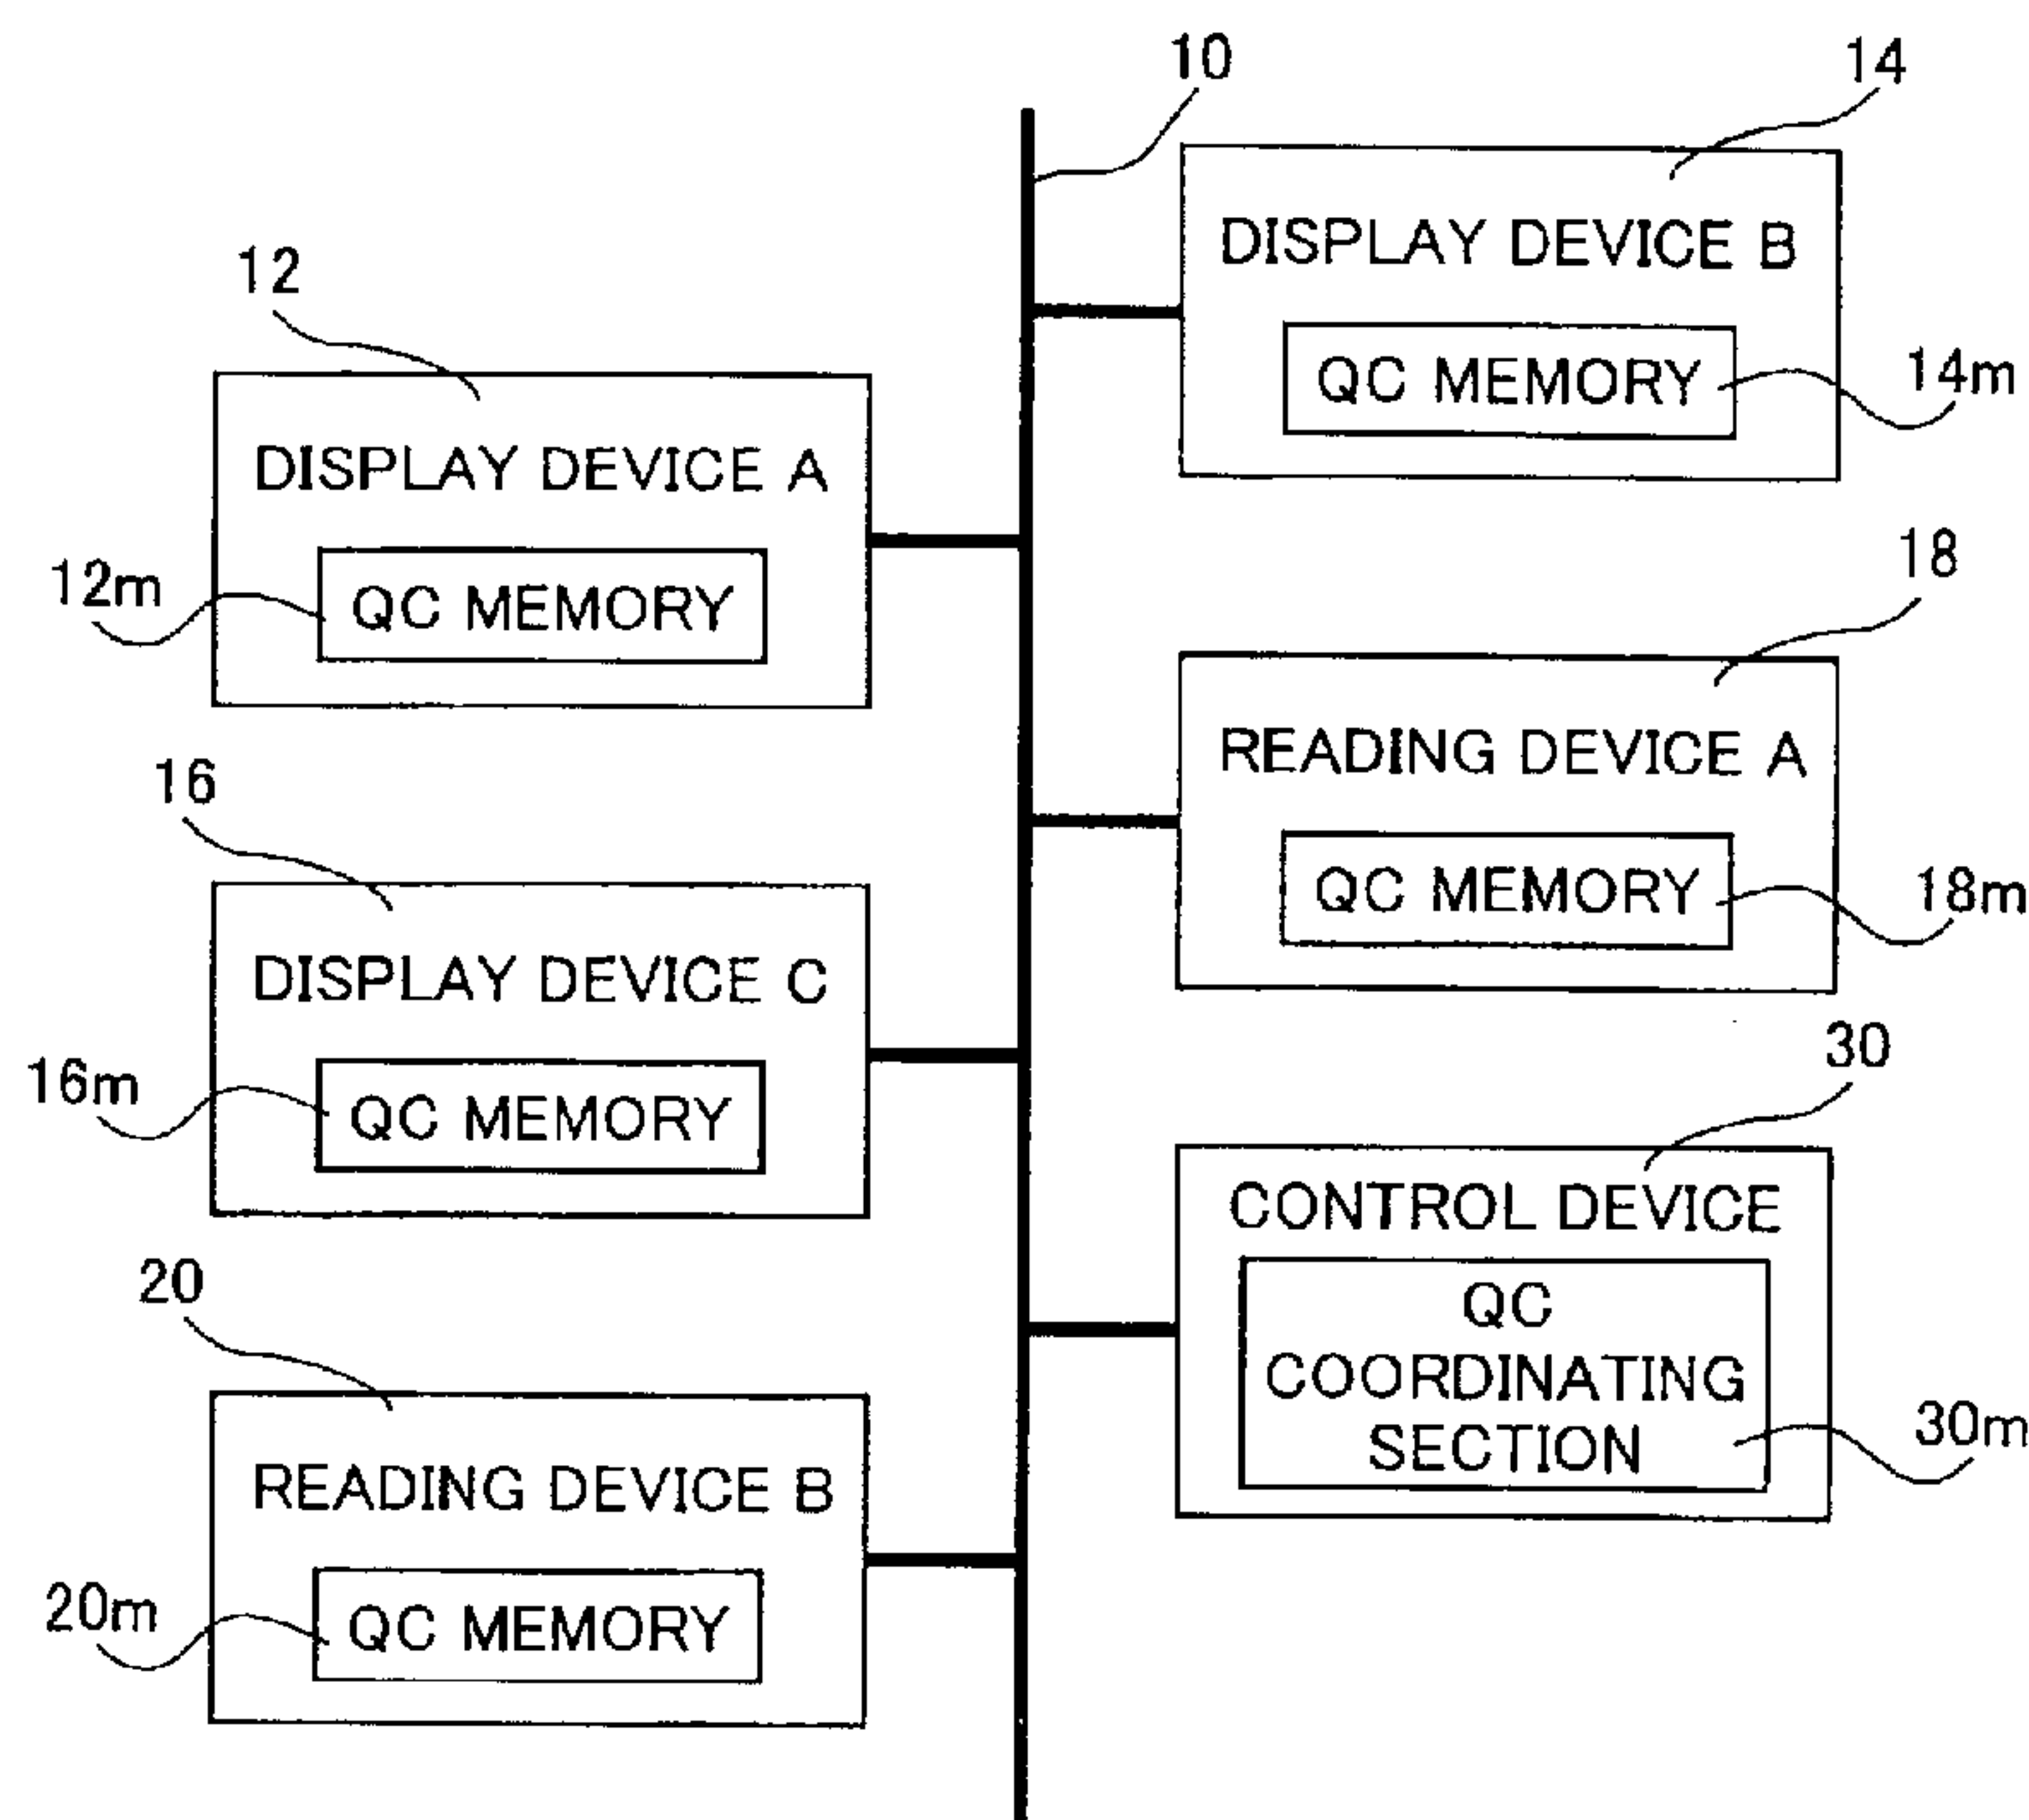 10
14
DISPLAY DEVICE B
12
QC MEMORY
14m
DISPLAY DEVICE A
18
12m
QC MEMORY
READING DEVICE A
16
QC MEMORY
18m
DISPLAY DEVICE C
30
16m
QC MEMORY
CONTROL DEVICE
20
QC
COORDINATING
SECTION
30m
READING DEVICE B
20m
QC MEMORY